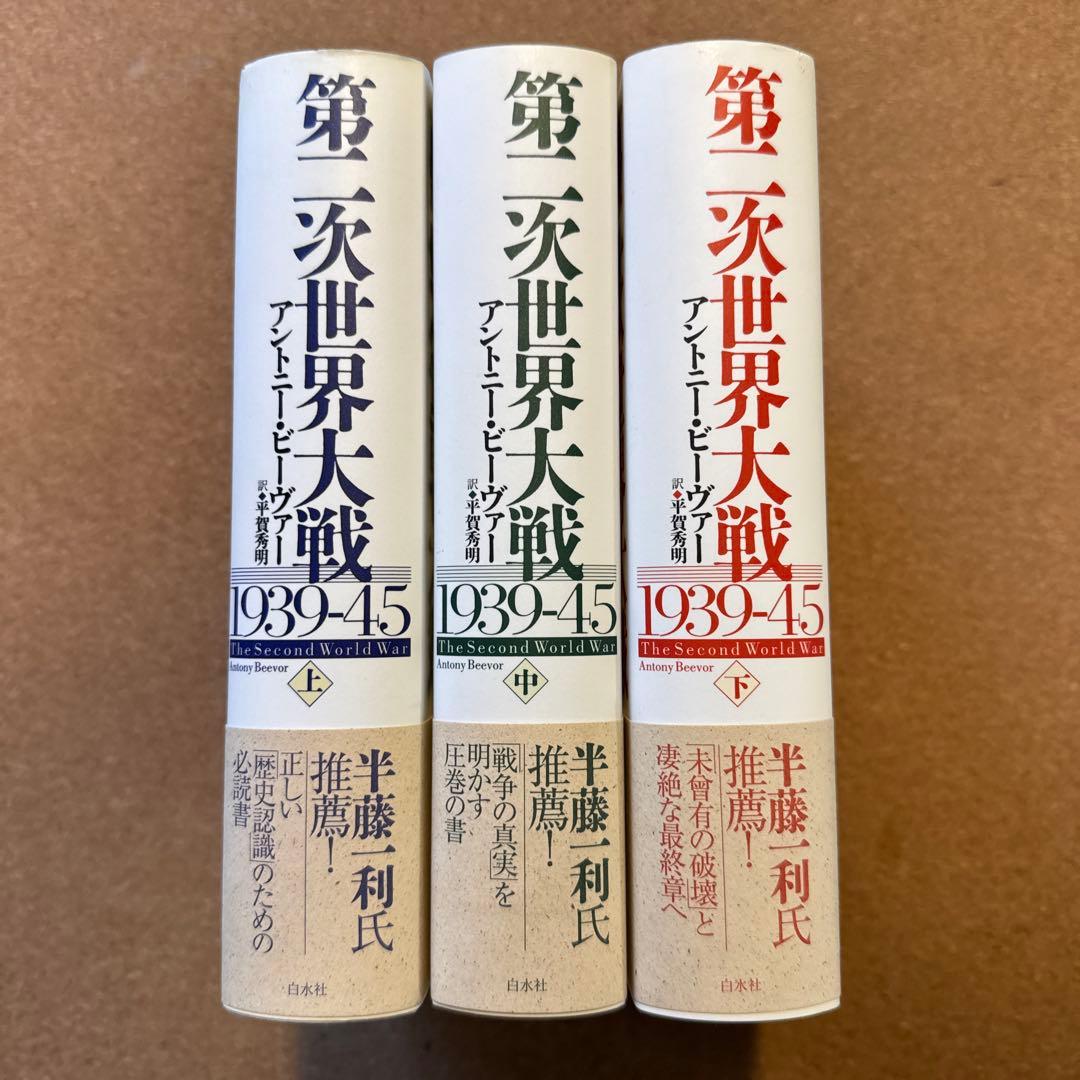 第二次世界大戦
アントニー・ビーヴァー
訳◆平賀秀明
1939-45
The Second World War
Antony Beevor
上
半藤一利氏
推薦!
正しい
「歴史認識」のための
必読書
白水社
第二次世界大戦
アントニー・ビーヴァー
訳◆平賀秀明
1939-45
The Second World War
Antony Beevor
中
半藤一利氏
推薦!
「戦争の真実」を
明かす
圧巻の書
白水社
第二次世界大戦
アントニー・ビーヴァー
訳◆平賀秀明
1939-45
The Second World War
Antony Beevor
下
半藤一利氏
推薦!
「未曾有の破壊」と
凄絶な最終章へ
白水社